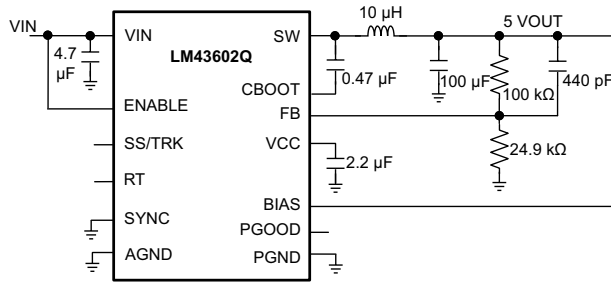 VIN
4.7
µF
VIN
LM43602Q
SW
10 µH
5 VOUT
0.47 µF
CBOOT
100 µF
100 kΩ
440 pF
ENABLE
FB
SS/TRK
VCC
24.9 kΩ
RT
2.2 µF
SYNC
BIAS
PGOOD
AGND
PGND